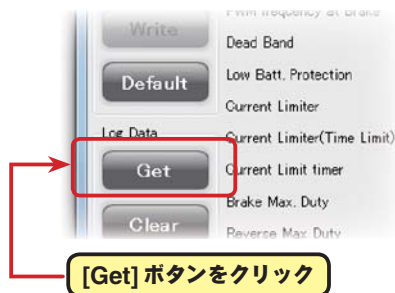 PWM frequency at Brake
Write
Dead Band
Default
Low Batt. Protection
Current Limiter
Log Data
Current Limiter(Time Limit)
Get
Current Limit timer
Brake Max. Duty
Clear
Reverse Max Duty
[Get] ボタンをクリック